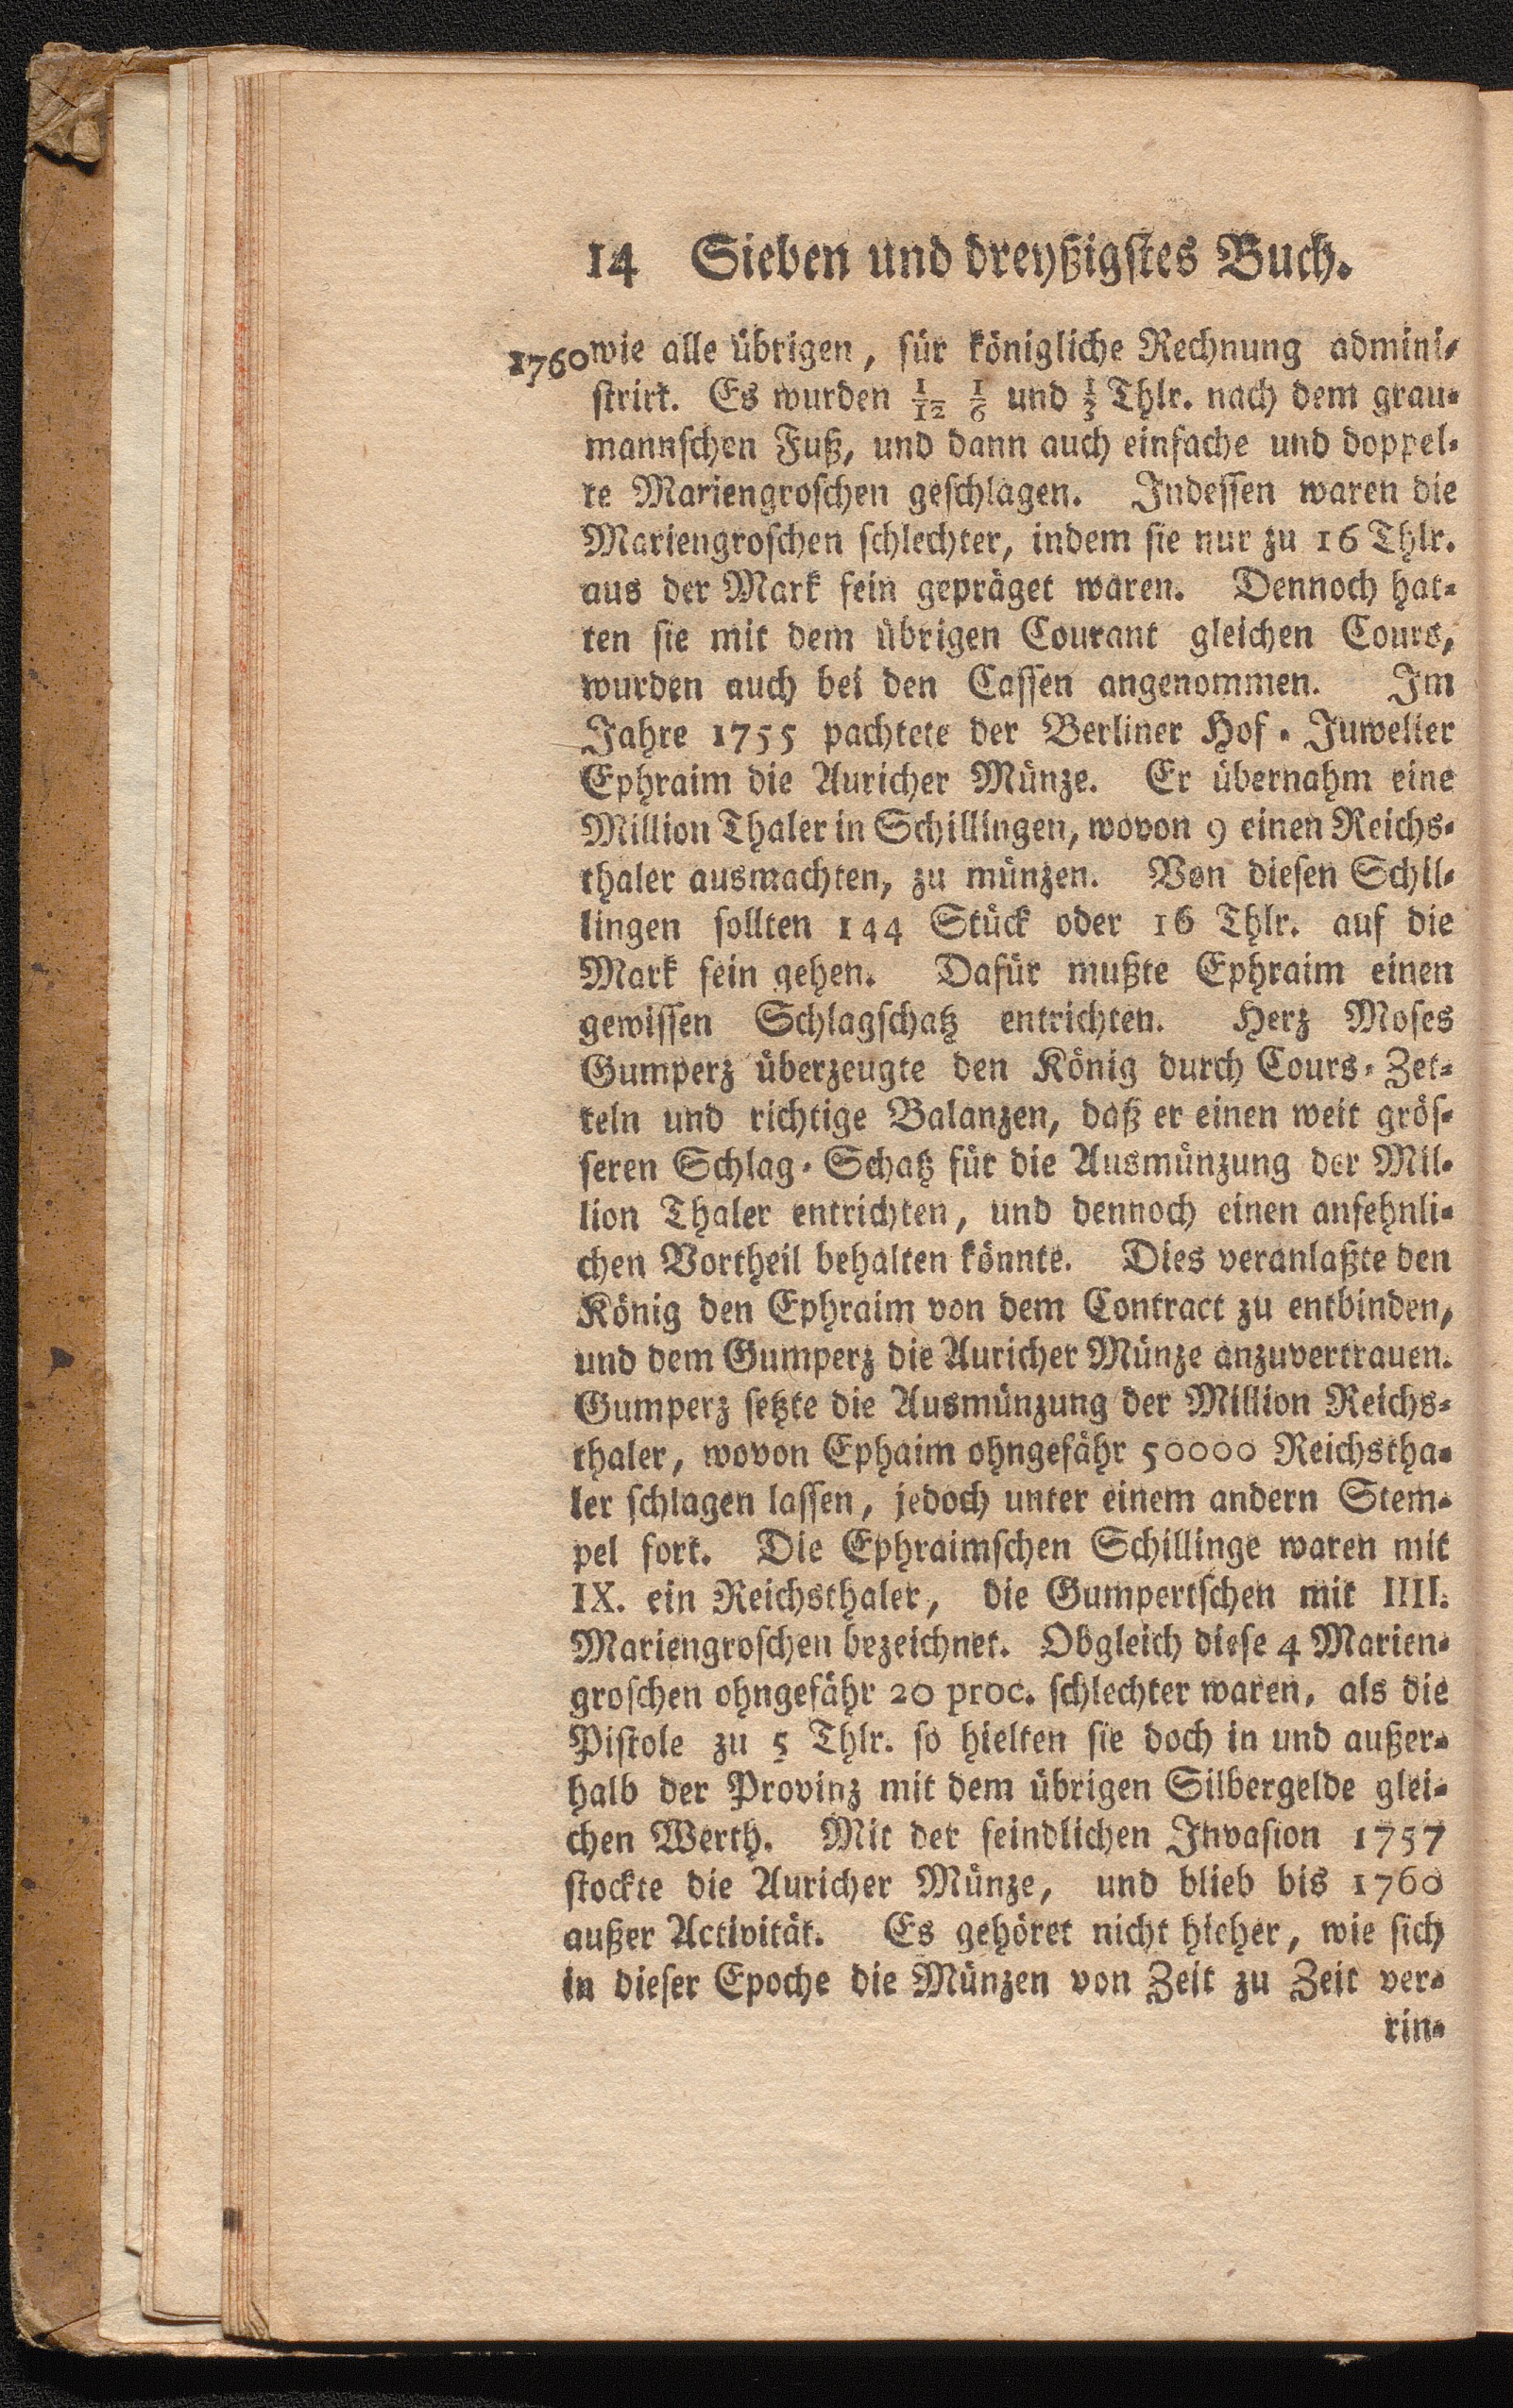 14 Sieben und dreyßigstes Buch.
1760 wie alle übrigen, für königliche Rechnung admini-
strirt. Es wurden 1/12 1/6 und 1/3 Thlr. nach dem grau-
mannschen Fuß, und dann auch einfache und doppel-
te Mariengroschen geschlagen. Indessen waren die
Mariengroschen schlechter, indem sie nur zu 16 Thlr.
aus der Mark fein gepräget waren. Dennoch hat-
ten sie mit dem übrigen Courant gleichen Cours,
wurden auch bei den Cassen angenommen. Im
Jahre 1755 pachtete der Berliner Hof-Juwelier
Ephraim die Auricher Münze. Er übernahm eine
Million Thaler in Schillingen, wovon 9 einen Reichs-
thaler ausmachten, zu münzen. Von diesen Schil-
lingen sollten 144 Stück oder 16 Thlr. auf die
Mark fein gehen. Dafür mußte Ephraim einen
gewissen Schlagschatz entrichten. Herz Moses
Gumperz überzeugte den König durch Cours-Zet-
teln und richtige Balanzen, daß er einen weit grös-
seren Schlag-Schatz für die Ausmünzung der Mil-
lion Thaler entrichten, und dennoch einen ansehnli-
chen Vortheil behalten könnte. Dies veranlaßte den
König den Ephraim von dem Contract zu entbinden,
und dem Gumperz die Auricher Münze anzuvertrauen.
Gumperz setzte die Ausmünzung der Million Reichs-
thaler, wovon Ephaim ohngefähr 50000 Reichstha-
ler schlagen lassen, jedoch unter einem andern Stem-
pel fort. Die Ephraimschen Schillinge waren mit
IX. ein Reichsthaler, die Gumpertschen mit IIII.
Mariengroschen bezeichnet. Obgleich diese 4 Marien-
groschen ohngefähr 20 proc. schlechter waren, als die
Pistole zu 5 Thlr. so hielten sie doch in und außer-
halb der Provinz mit dem übrigen Silbergelde glei-
chen Werth. Mit der feindlichen Invasion 1757
stockte die Auricher Münze, und blieb bis 1760
außer Activität. Es gehöret nicht hieher, wie sich
in dieser Epoche die Münzen von Zeit zu Zeit ver-
rin-